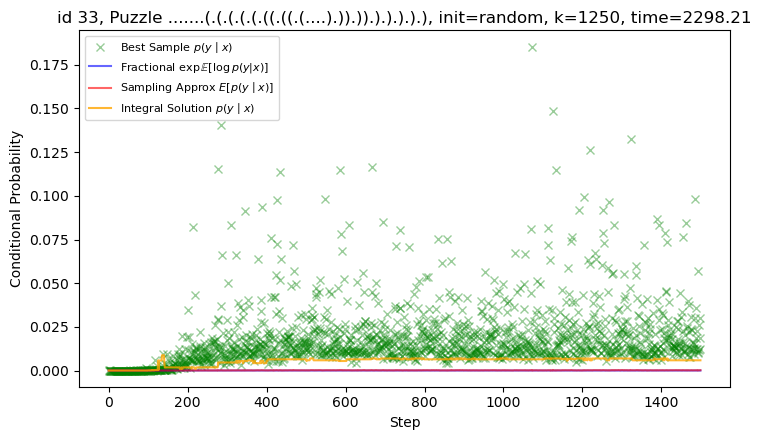 id 33, Puzzle .......(.(.(.(.(.((.((.(....).)).)).).).).).).), init=random, k=1250, time=2298.21
Best Sample p(y | x)
Fractional exp𝔼[log p(y|x)]
Sampling Approx E[p(y | x)]
Integral Solution p(y | x)
Conditional Probability
0.175
0.150
0.125
0.100
0.075
0.050
0.025
0.000
0
200
400
600
800
1000
1200
1400
Step